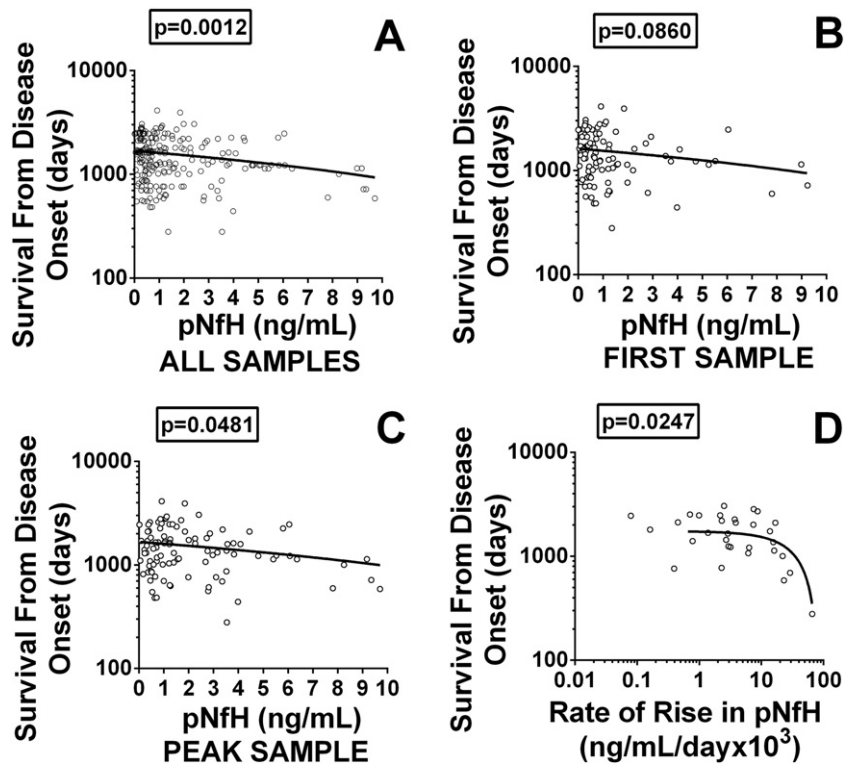 p=0.0012
A
10000
1000
100
Survival From Disease
Onset (days)
0 1 2 3 4 5 6 7 8 9 10
pNfH (ng/mL)
ALL SAMPLES
p=0.0860
B
10000
1000
100
Survival From Disease
Onset (days)
0 1 2 3 4 5 6 7 8 9 10
pNfH (ng/mL)
FIRST SAMPLE
p=0.0481
C
10000
1000
100
Survival From Disease
Onset (days)
0 1 2 3 4 5 6 7 8 9 10
pNfH (ng/mL)
PEAK SAMPLE
p=0.0247
D
10000
1000
100
Survival From Disease
Onset (days)
0.01 0.1 1 10 100
Rate of Rise in pNfH
(ng/mL/dayx10³)